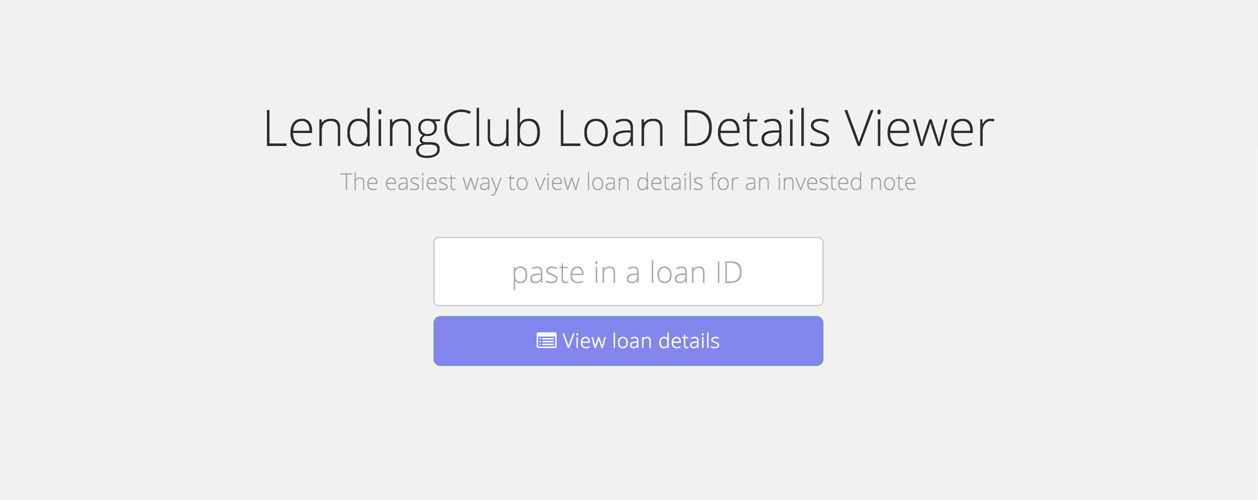 LendingClub Loan Details Viewer
The easiest way to view loan details for an invested note
paste in a loan ID
View loan details